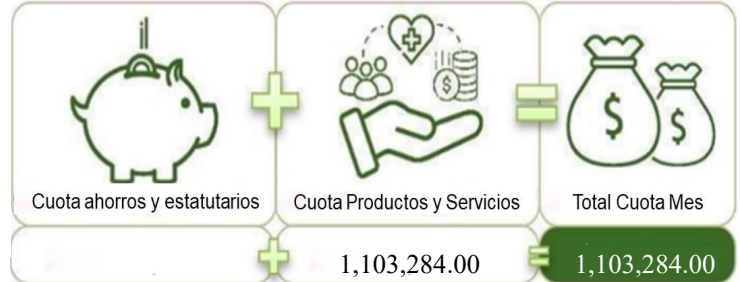 Cuota ahorros y estatutarios Cuota Productos y Servicios Total Cuota Mes
1,103,284.00 1,103,284.00